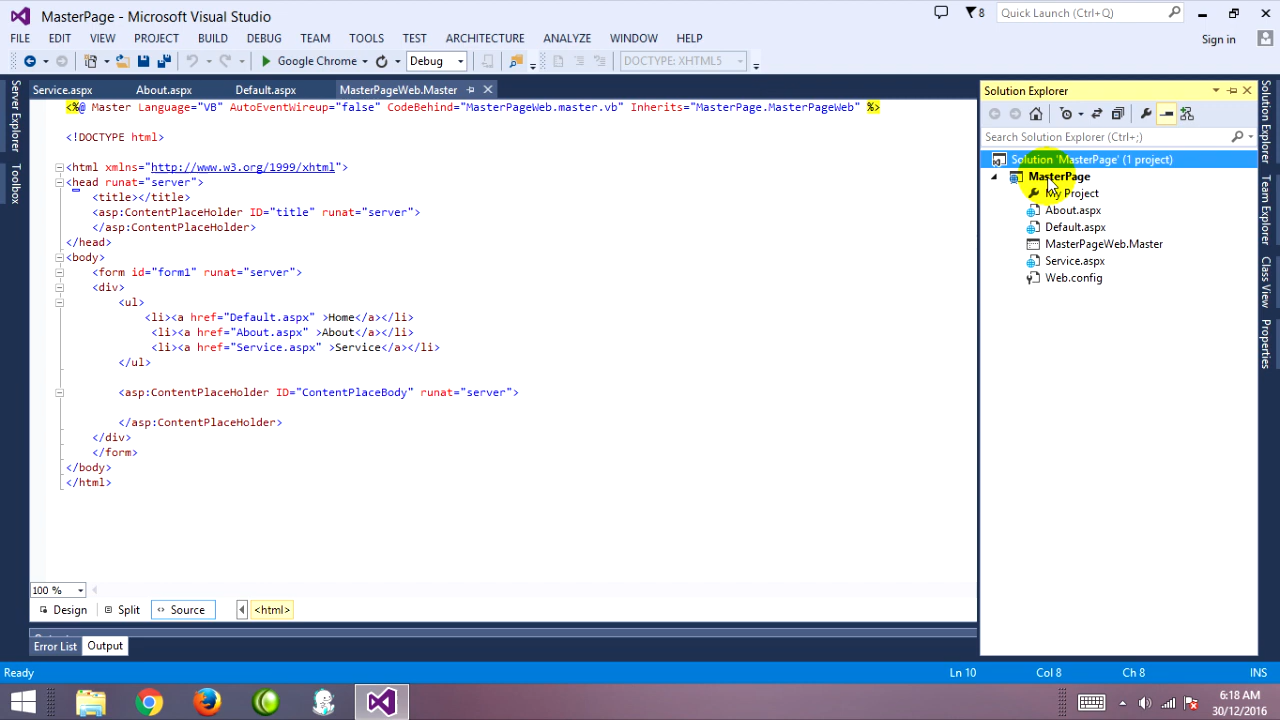 MasterPage - Microsoft Visual Studio
8
Quick Launch (Ctrl+Q)
FILE EDIT VIEW PROJECT BUILD DEBUG TEAM TOOLS TEST ARCHITECTURE ANALYZE WINDOW HELP
Sign in
Google Chrome Debug DOCTYPE: XHTML5
Service.aspx About.aspx Default.aspx MasterPageWeb.Master
<%@ Master Language="VB" AutoEventWireup="false" CodeBehind="MasterPageWeb.master.vb" Inherits="MasterPage.MasterPageWeb" %>
<!DOCTYPE html>
<html xmlns="http://www.w3.org/1999/xhtml">
<head runat="server">
<title></title>
<asp:ContentPlaceHolder ID="title" runat="server">
</asp:ContentPlaceHolder>
</head>
<body>
<form id="form1" runat="server">
<div>
<ul>
<li><a href="Default.aspx" >Home</a></li>
<li><a href="About.aspx" >About</a></li>
<li><a href="Service.aspx" >Service</a></li>
</ul>
<asp:ContentPlaceHolder ID="ContentPlaceBody" runat="server">
</asp:ContentPlaceHolder>
</div>
</form>
</body>
</html>
100 %
Design Split Source <html>
Error List Output
Server Explorer
Toolbox
Solution Explorer
Search Solution Explorer (Ctrl+;)
Solution 'MasterPage' (1 project)
MasterPage
My Project
About.aspx
Default.aspx
MasterPageWeb.Master
Service.aspx
Web.config
Solution Explorer
Team Explorer
Class View
Properties
Ready Ln 10 Col 8 Ch 8 INS
6:18 AM
30/12/2016